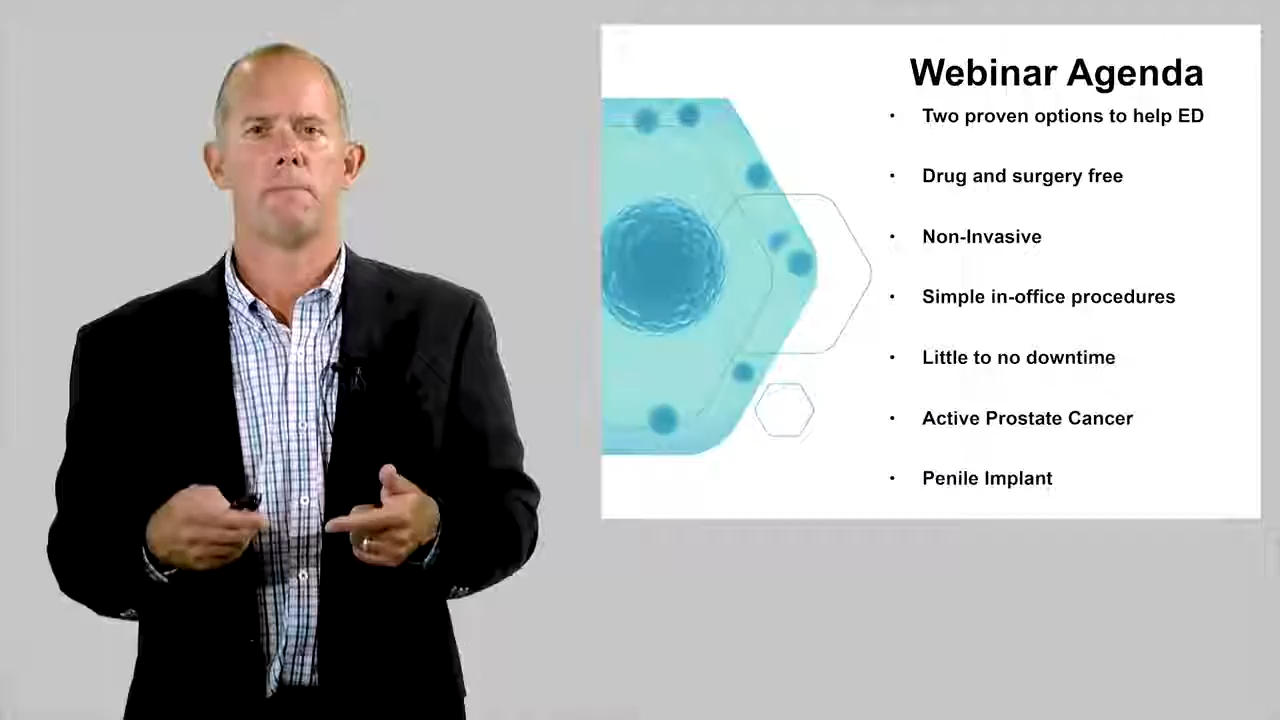 Webinar Agenda
• Two proven options to help ED
• Drug and surgery free
• Non-Invasive
• Simple in-office procedures
• Little to no downtime
• Active Prostate Cancer
• Penile Implant